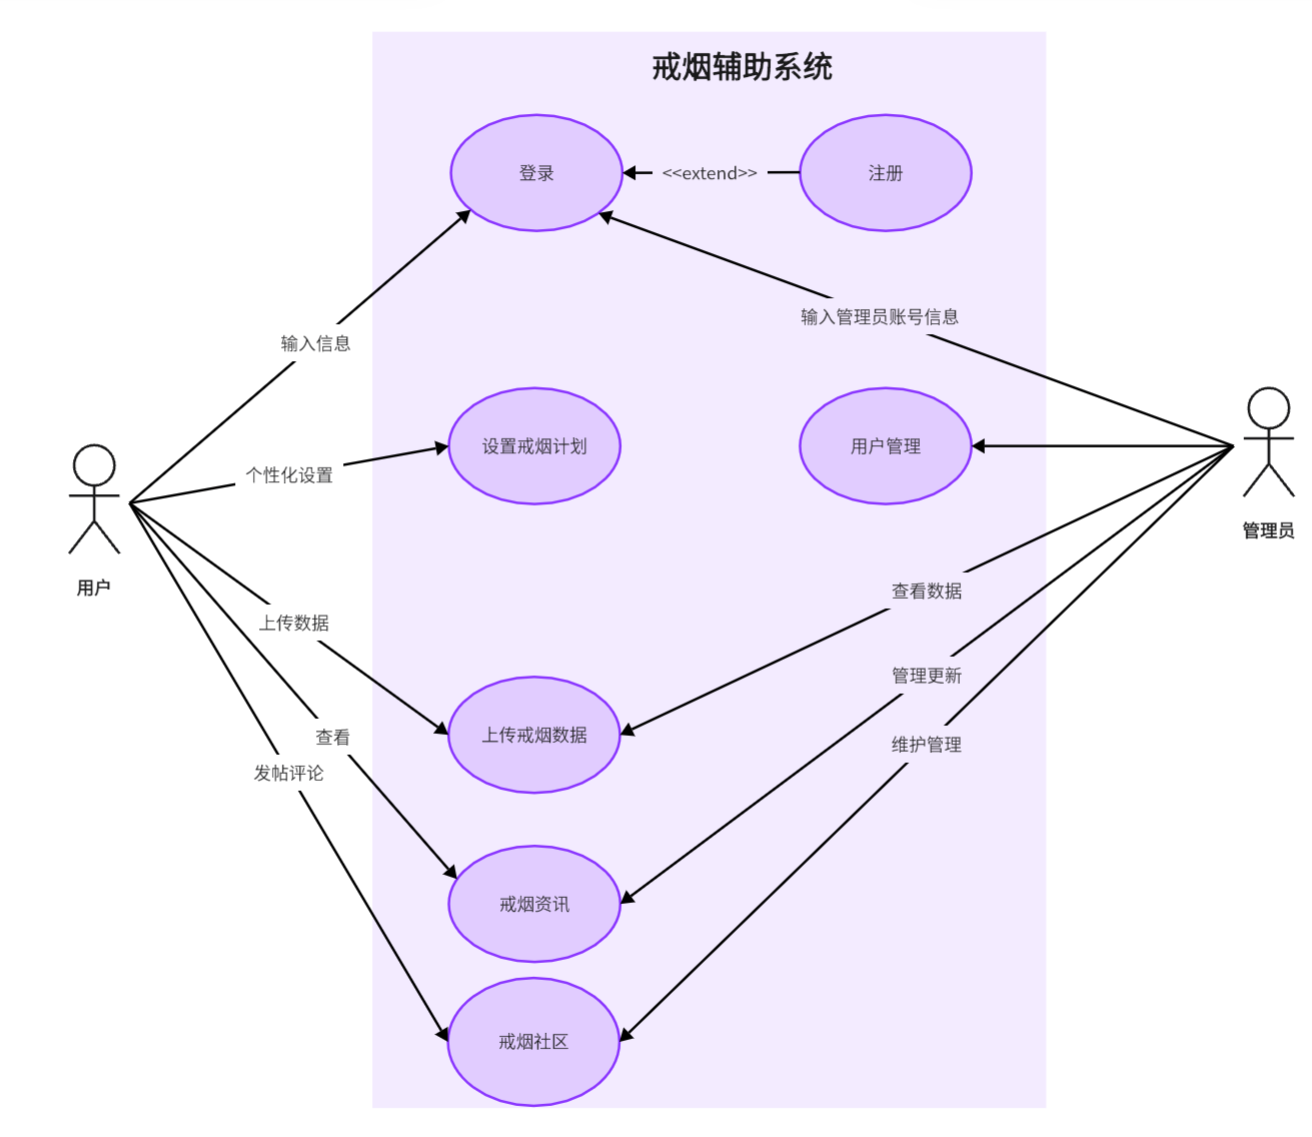 戒烟辅助系统
登录
<<extend>>
注册
输入管理员账号信息
输入信息
设置戒烟计划
用户管理
个性化设置
管理员
用户
查看数据
上传数据
管理更新
上传戒烟数据
查看
维护管理
发帖评论
戒烟资讯
戒烟社区